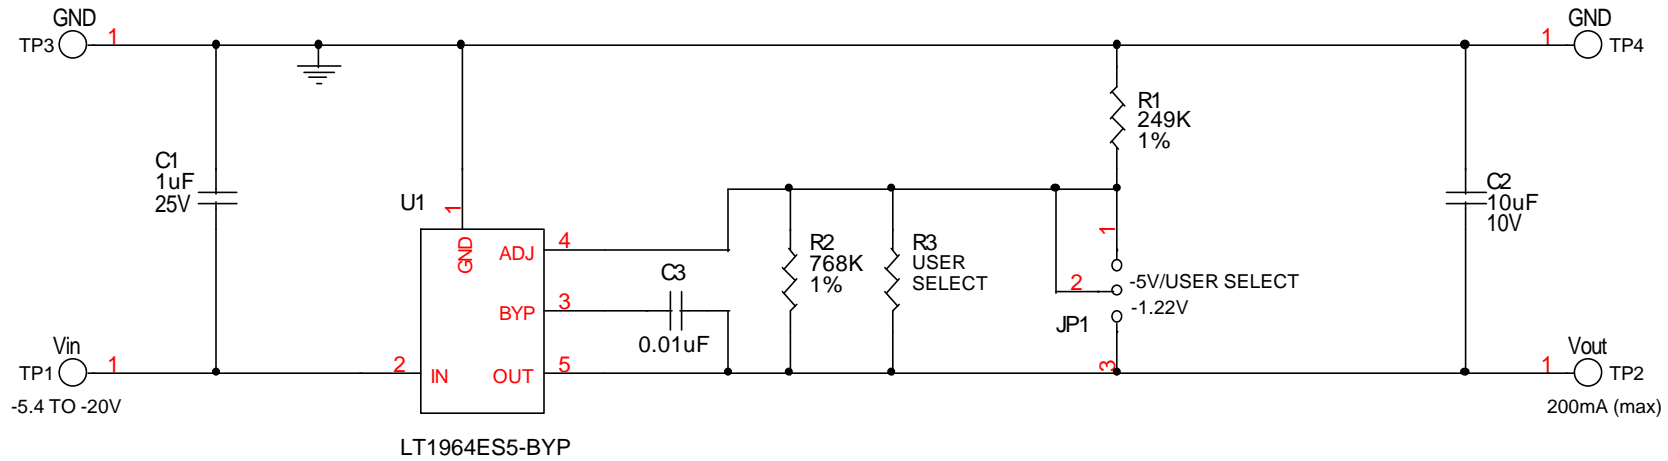 GND
TP3
1
GND
1
TP4
R1
249K
1%
C1
1uF
25V
U1
1
GND
ADJ
4
BYP
3
C3
0.01uF
R2
768K
1%
R3
USER
SELECT
1
2
-5V/USER SELECT
-1.22V
JP1
3
C2
10uF
10V
Vin
TP1
1
-5.4 TO -20V
2
IN
OUT
5
Vout
1
TP2
200mA (max)
LT1964ES5-BYP